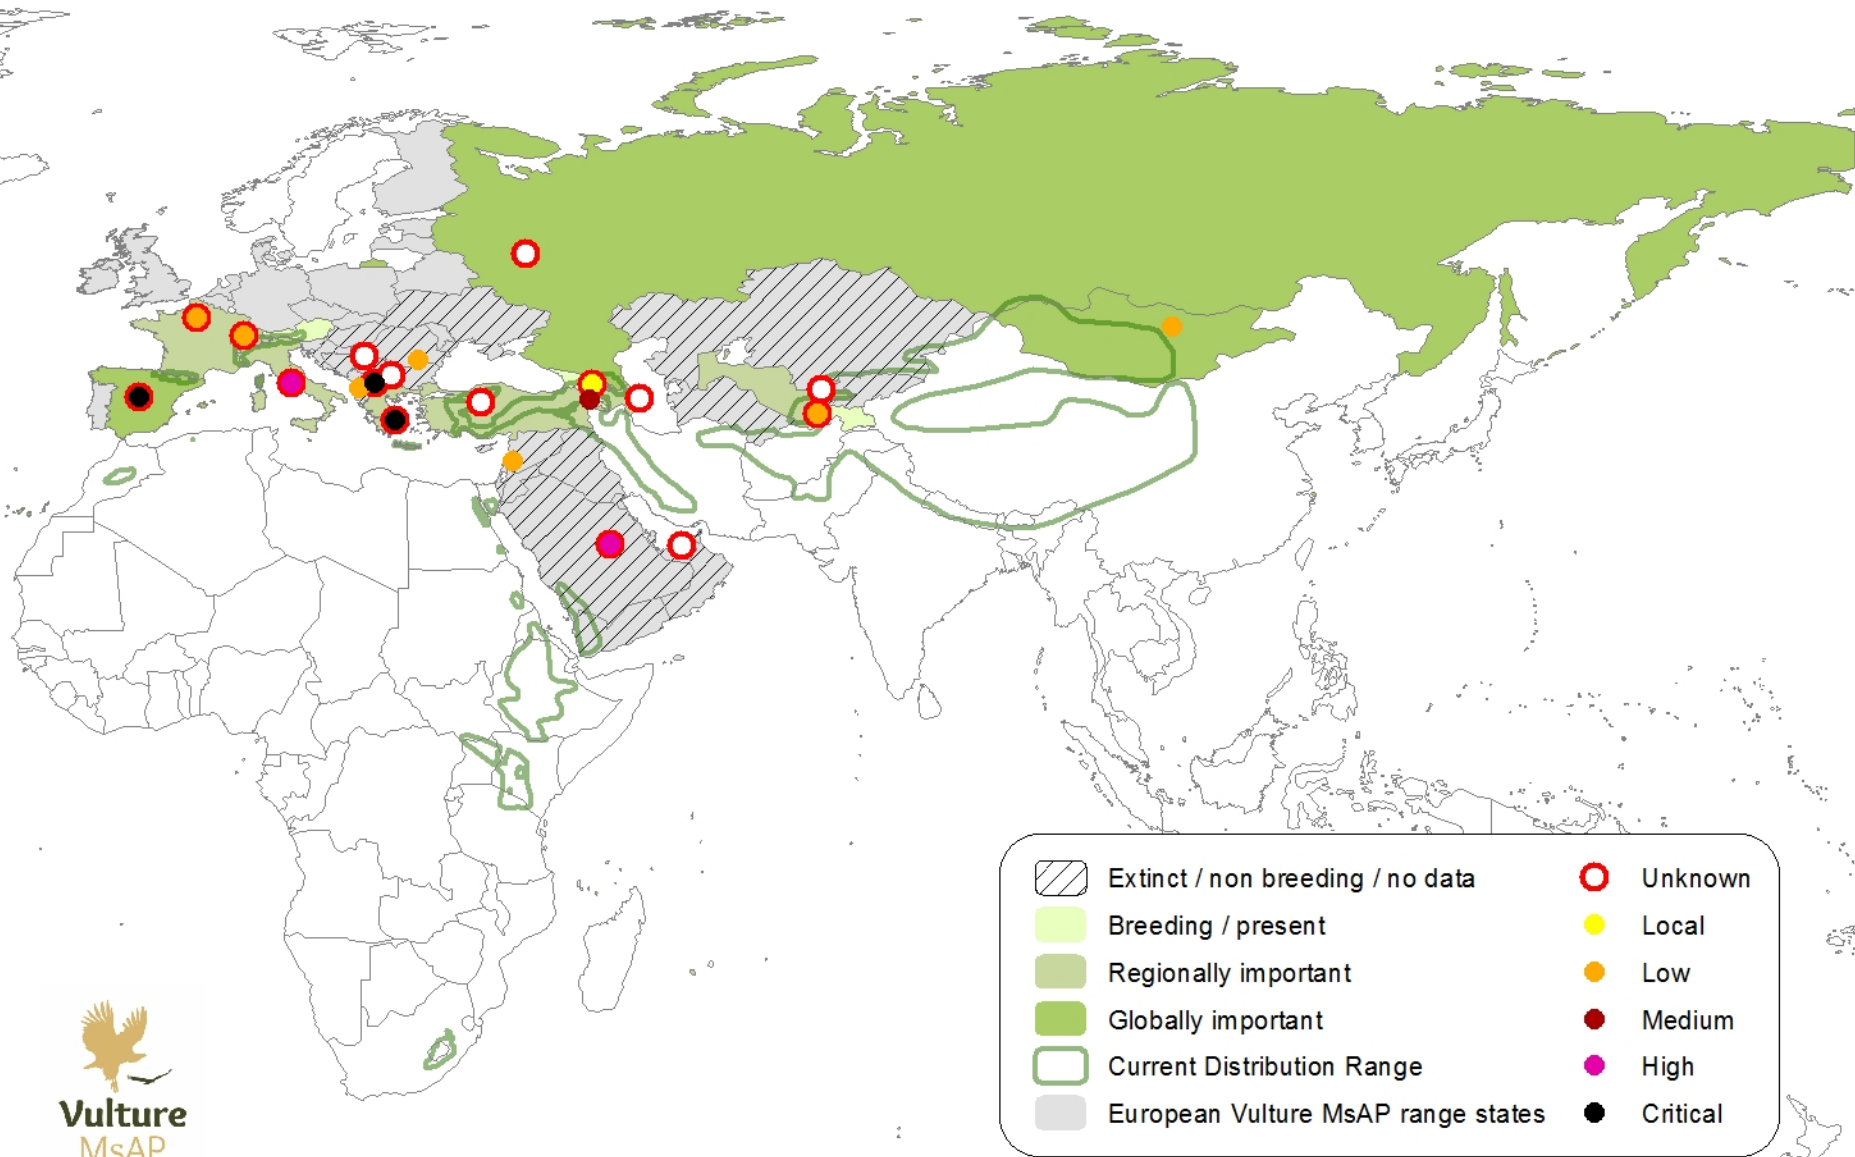 Extinct / non breeding / no data
Breeding / present
Regionally important
Globally important
Current Distribution Range
European Vulture MsAP range states
Unknown
Local
Low
Medium
High
Critical
Vulture
MsAP